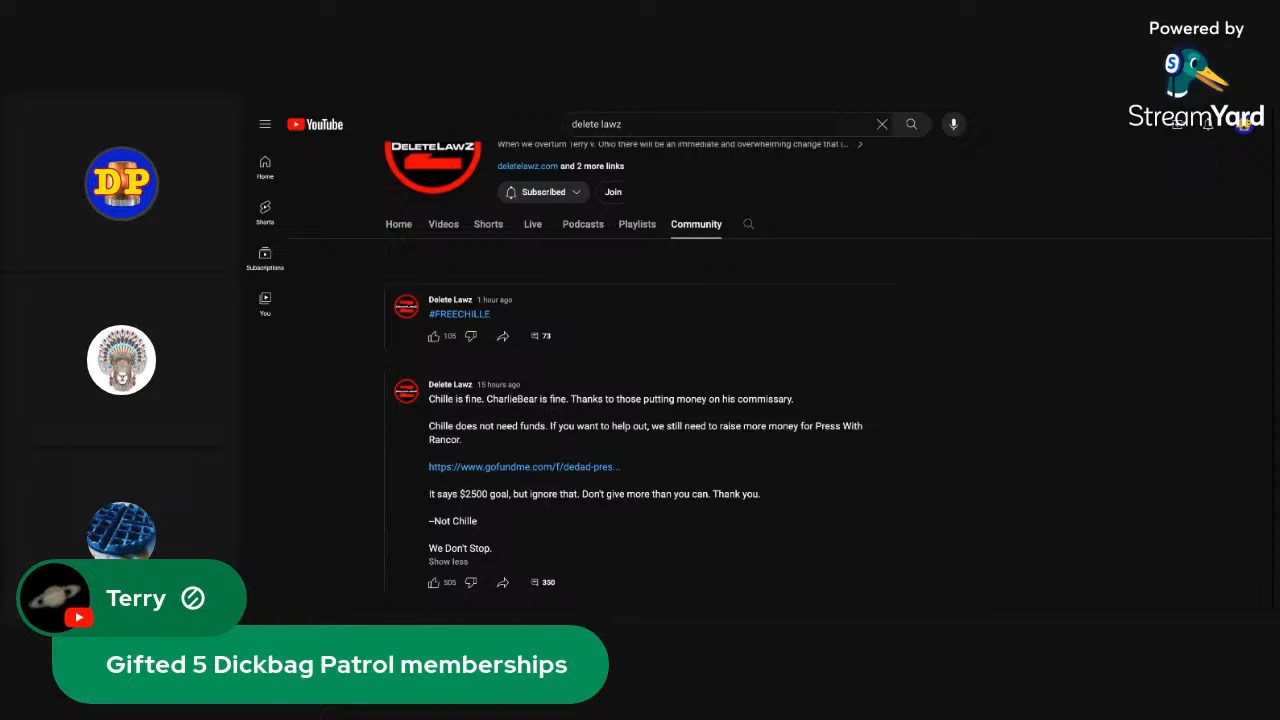 Powered by
StreamYard
DP
YouTube
delete lawz
DELETELAWZ
When we overturn Terry v. Ohio there will be an immediate and overwhelming change that i...
deletelawz.com and 2 more links
Subscribed
Join
Home
Shorts
Subscriptions
You
Home Videos Shorts Live Podcasts Playlists Community
Delete Lawz 1 hour ago
#FREECHILLE
105 73
Delete Lawz 15 hours ago
Chille is fine. CharlieBear is fine. Thanks to those putting money on his commissary.
Chille does not need funds. If you want to help out, we still need to raise more money for Press With
Rancor.
https://www.gofundme.com/f/dedad-pres...
It says $2500 goal, but ignore that. Don't give more than you can. Thank you.
--Not Chille
We Don't Stop.
Show less
505 350
Terry
Gifted 5 Dickbag Patrol memberships